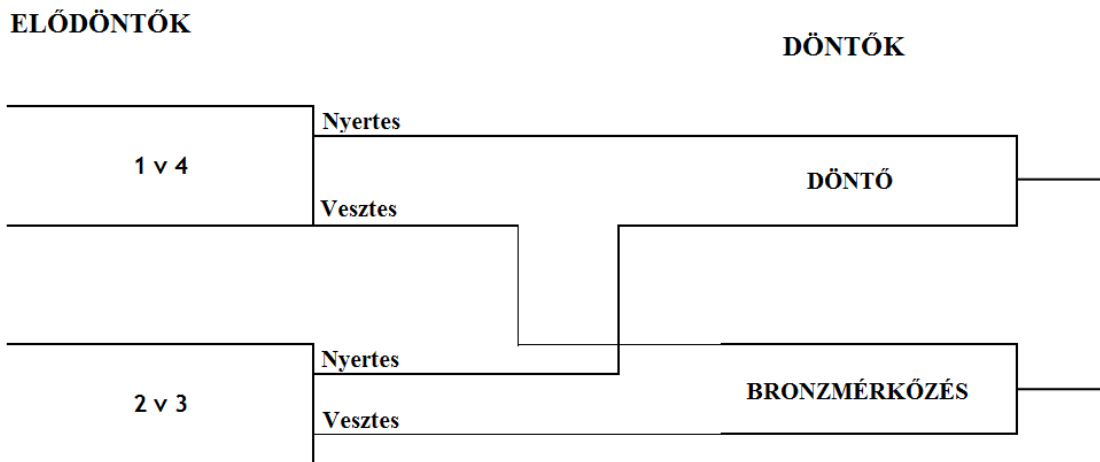 ELŐDÖNTŐK
DÖNTŐK
Nyertes
1 v 4
DÖNTŐ
Vesztes
Nyertes
2 v 3
BRONZMÉRKŐZÉS
Vesztes